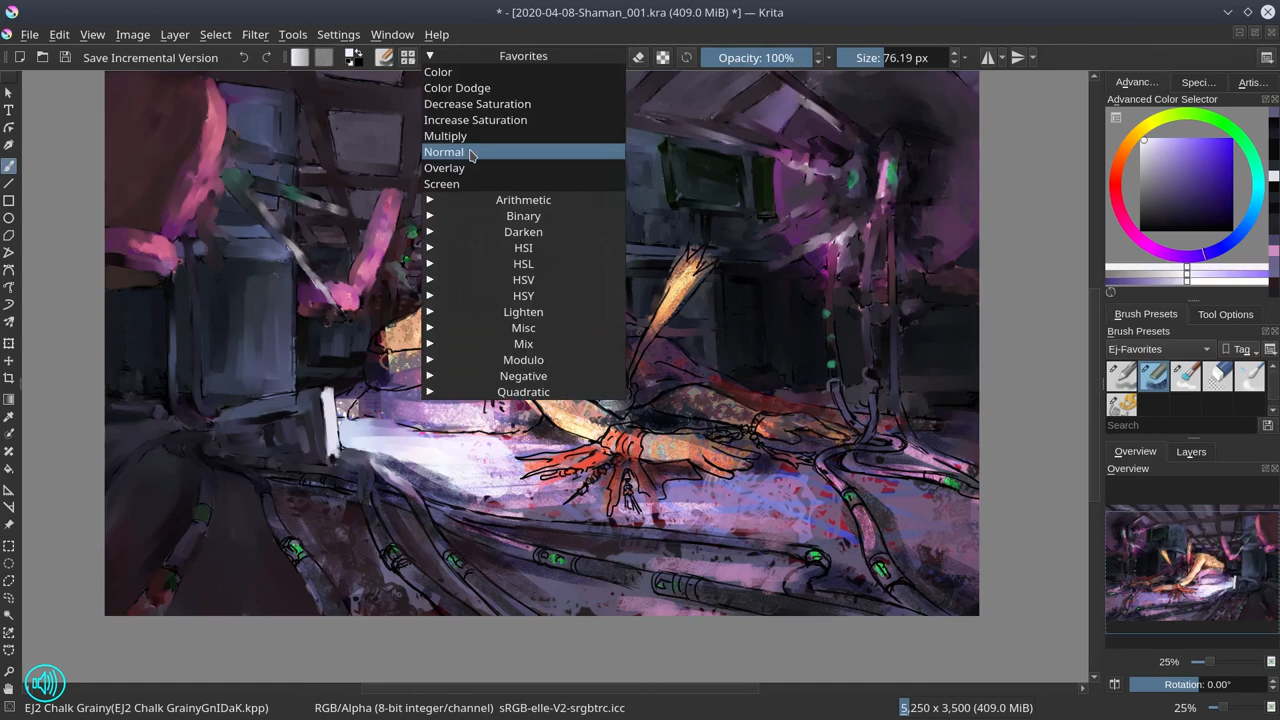 * - [2020-04-08-Shaman_001.kra (409.0 MiB) *] — Krita
File Edit View Image Layer Select Filter Tools Settings Window Help
Save Incremental Version
Favorites
Opacity: 100%
Size: 76.19 px
Color
Color Dodge
Decrease Saturation
Increase Saturation
Multiply
Normal
Overlay
Screen
Arithmetic
Binary
Darken
HSI
HSL
HSV
HSY
Lighten
Misc
Mix
Modulo
Negative
Quadratic
Advanc... Speci... Artis...
Advanced Color Selector
Brush Presets Tool Options
Brush Presets
Ej-Favorites Tag
Search
Overview Layers
Overview
25%
Rotation: 0.00°
EJ2 Chalk Grainy(EJ2 Chalk GrainyGnIDaK.kpp) RGB/Alpha (8-bit integer/channel) sRGB-elle-V2-srgbtrc.icc 5,250 x 3,500 (409.0 MiB) 25%